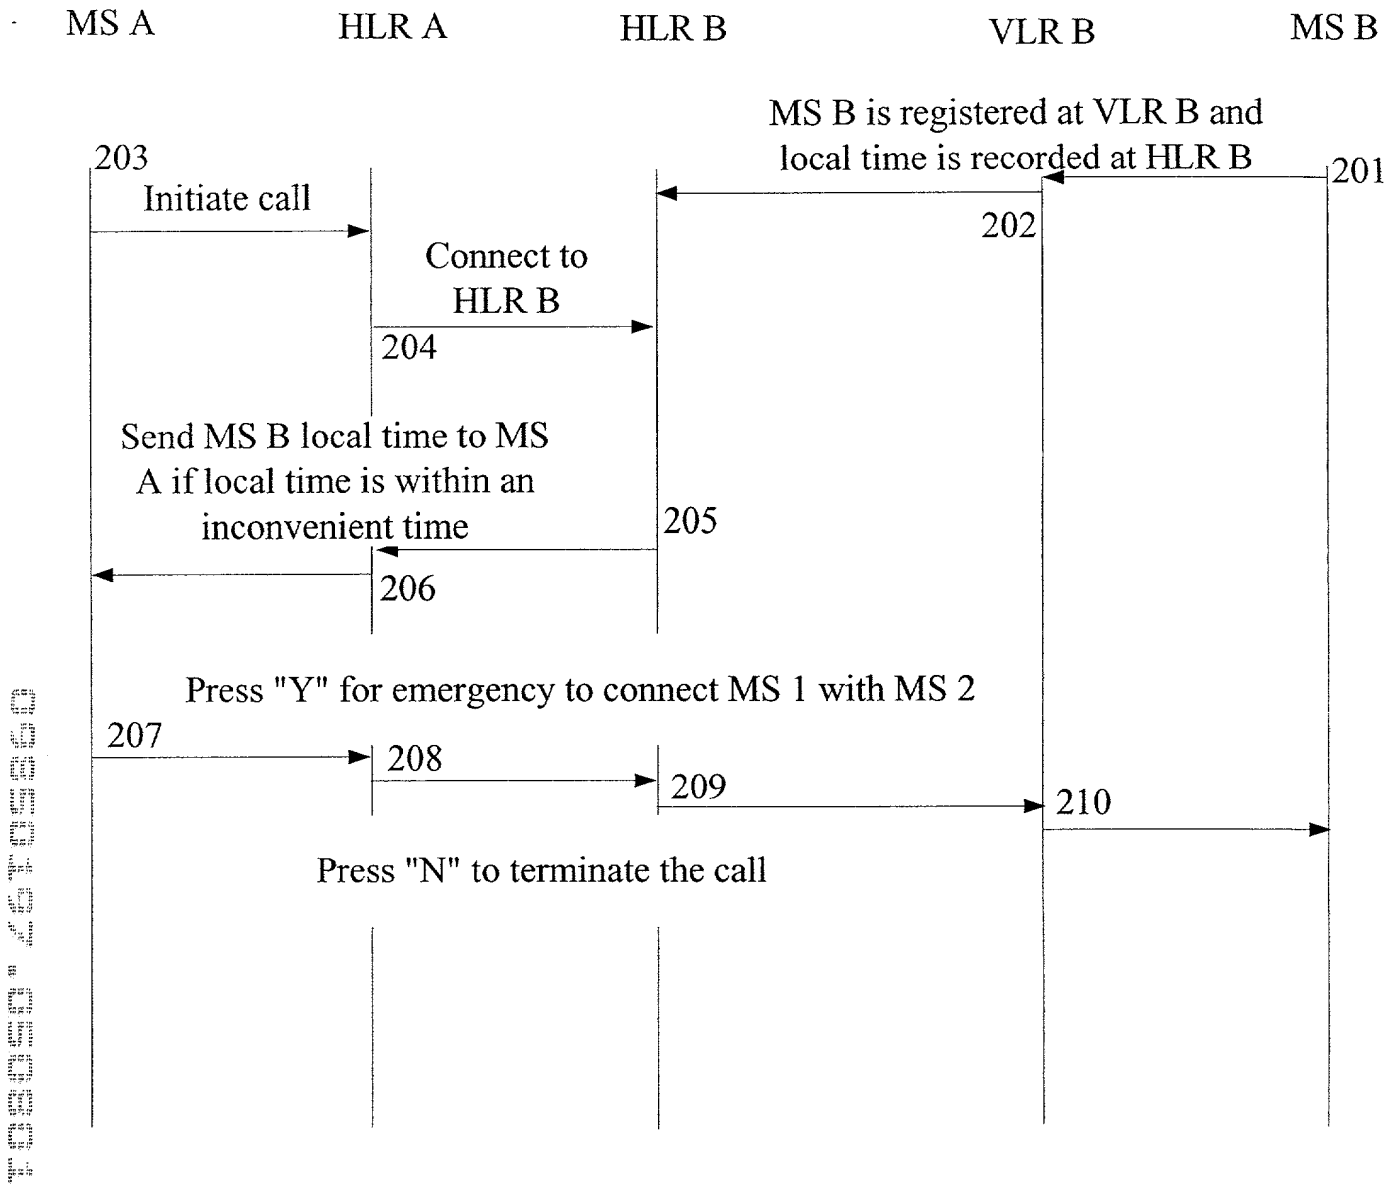 MS A HLR A HLR B VLR B MS B
MS B is registered at VLR B and
local time is recorded at HLR B
203
201
Initiate call
202
Connect to
HLR B
204
Send MS B local time to MS
A if local time is within an
inconvenient time
205
206
Press "Y" for emergency to connect MS 1 with MS 2
207
208
209
210
Press "N" to terminate the call